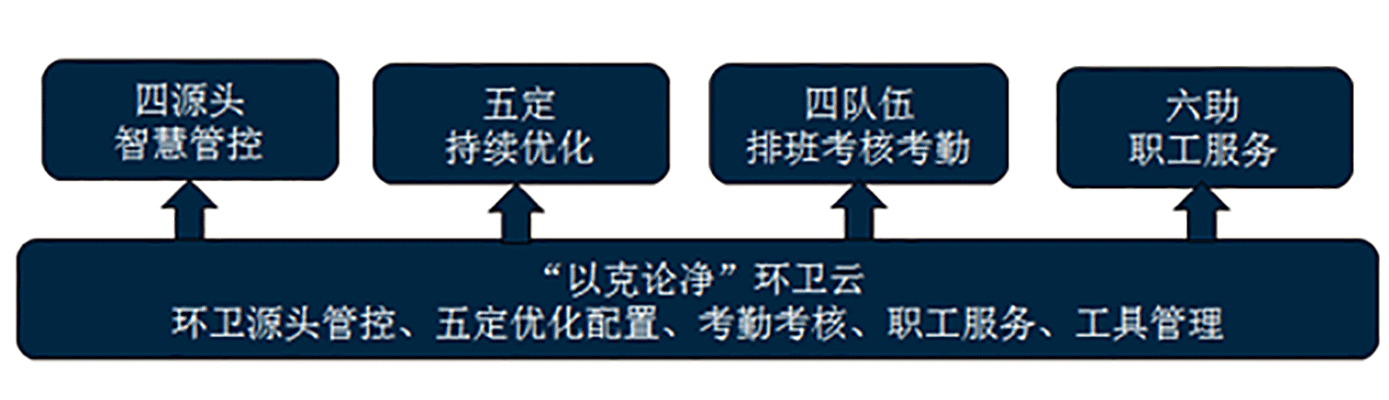 四源头
智慧管控
五定
持续优化
四队伍
排班考核考勤
六助
职工服务
“以克论净”环卫云
环卫源头管控、五定优化配置、考勤考核、职工服务、工具管理